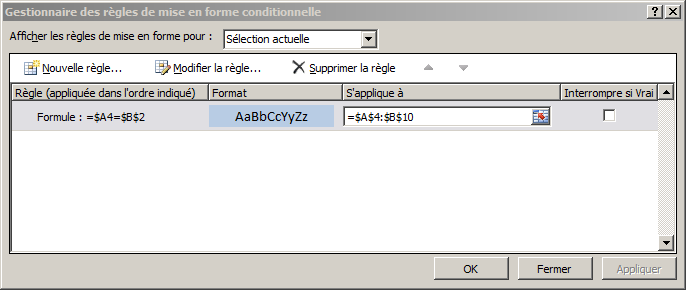 Gestionnaire des règles de mise en forme conditionnelle
Afficher les règles de mise en forme pour : Sélection actuelle
Nouvelle règle... Modifier la règle... Supprimer la règle
Règle (appliquée dans l'ordre indiqué) Format S'applique à Interrompre si Vrai
Formule : =$A4=$B$2 AaBbCcYyZz =$A$4:$B$10
OK Fermer Appliquer